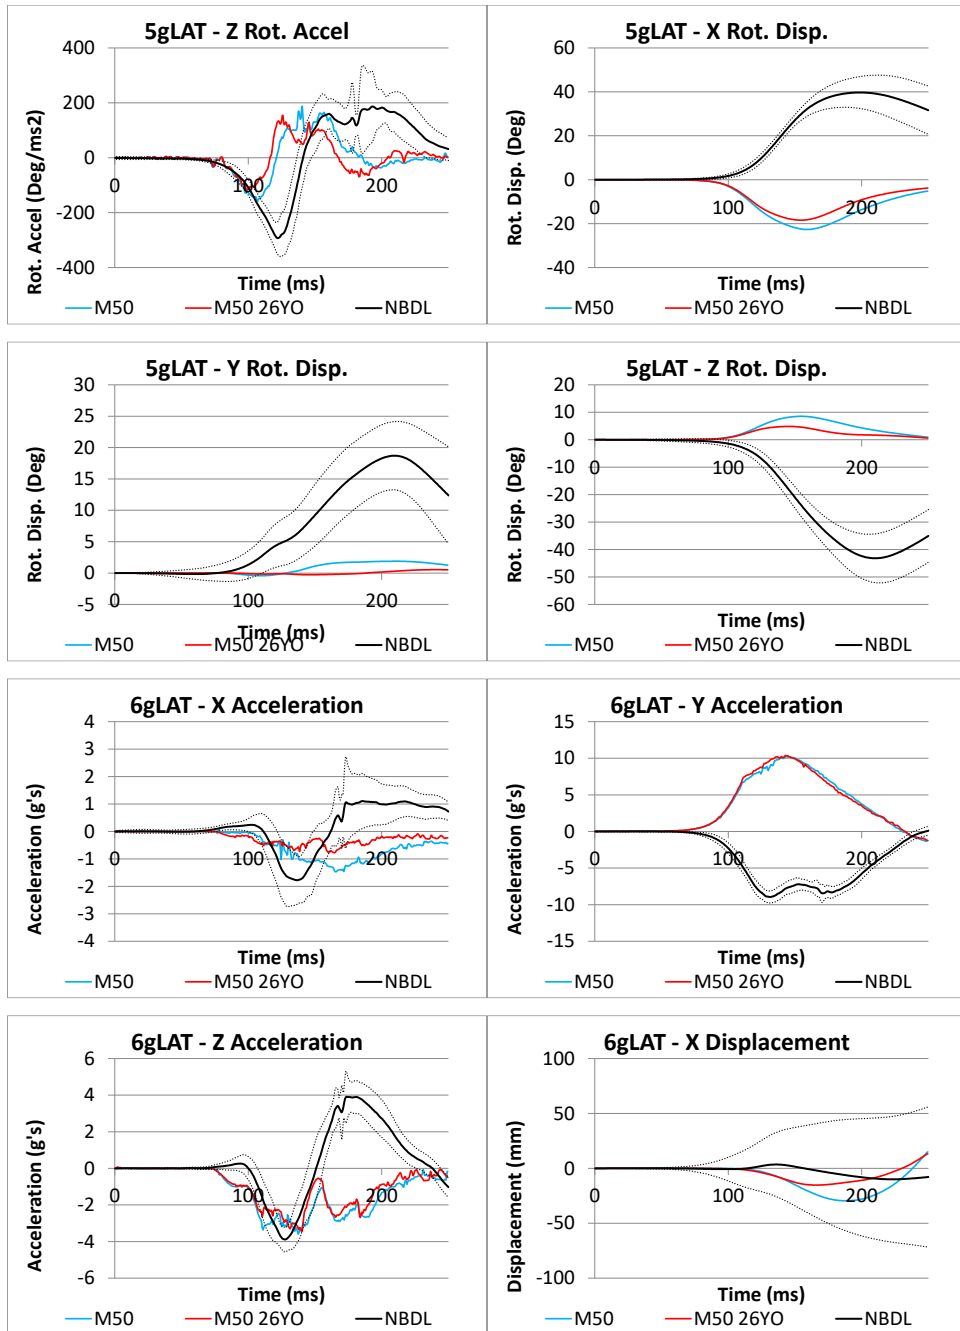 5gLAT - Z Rot. Accel
Rot. Accel (Deg/ms2)
400
200
0
-200
-400
0 100 200
Time (ms)
M50 M50 26YO NBDL
5gLAT - X Rot. Disp.
Rot. Disp. (Deg)
60
40
20
0
-20
-40
0 100 200
Time (ms)
M50 M50 26YO NBDL
5gLAT - Y Rot. Disp.
Rot. Disp. (Deg)
30
25
20
15
10
5
0
-5
0 100 200
Time (ms)
M50 M50 26YO NBDL
5gLAT - Z Rot. Disp.
Rot. Disp. (Deg)
20
10
0
-10
-20
-30
-40
-50
-60
0 100 200
Time (ms)
M50 M50 26YO NBDL
6gLAT - X Acceleration
Acceleration (g's)
4
3
2
1
0
-1
-2
-3
-4
0 100 200
Time (ms)
M50 M50 26YO NBDL
6gLAT - Y Acceleration
Acceleration (g's)
15
10
5
0
-5
-10
-15
0 100 200
Time (ms)
M50 M50 26YO NBDL
6gLAT - Z Acceleration
Acceleration (g's)
6
4
2
0
-2
-4
-6
0 100 200
Time (ms)
M50 M50 26YO NBDL
6gLAT - X Displacement
Displacement (mm)
100
50
0
-50
-100
0 100 200
Time (ms)
M50 M50 26YO NBDL